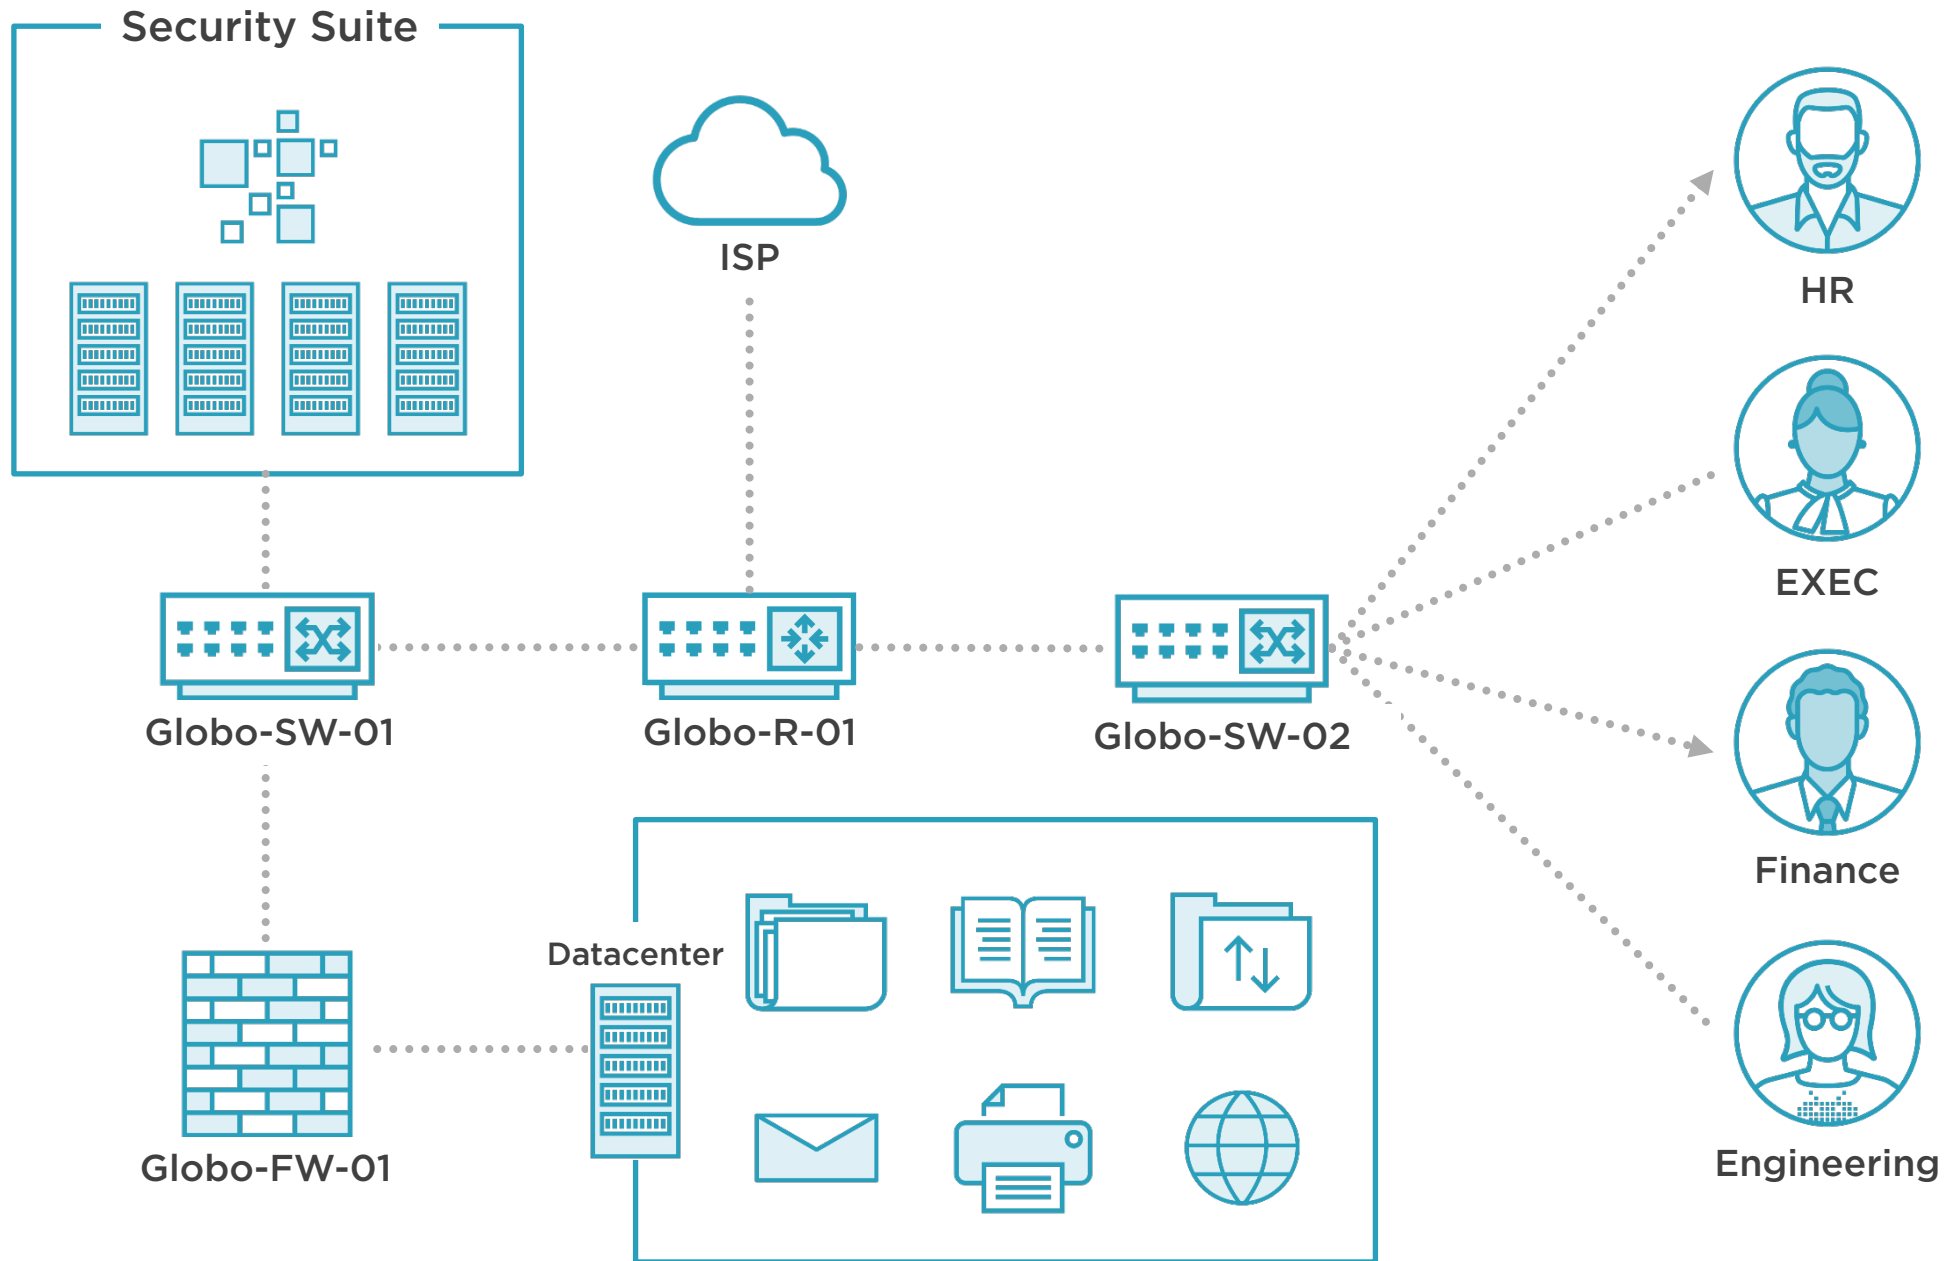 Security Suite
ISP
HR
EXEC
Globo-SW-01
Globo-R-01
Globo-SW-02
Finance
Datacenter
Globo-FW-01
Engineering